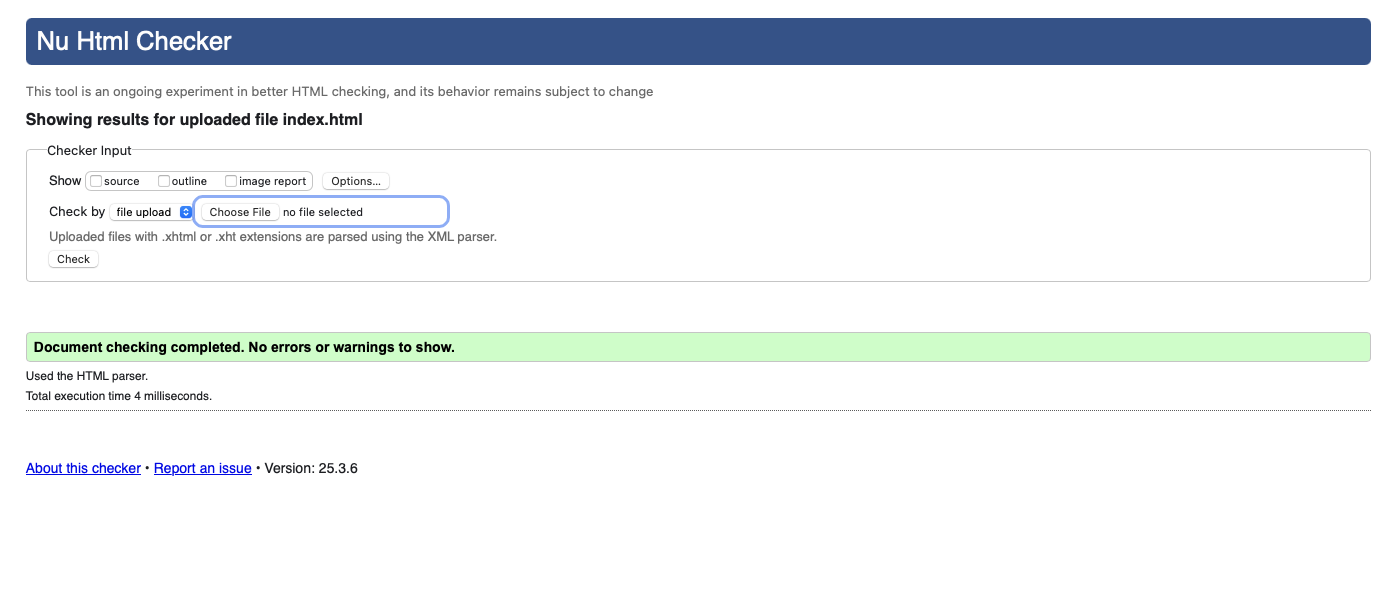 Nu Html Checker
This tool is an ongoing experiment in better HTML checking, and its behavior remains subject to change
Showing results for uploaded file index.html
Checker Input
Show source outline image report Options...
Check by file upload Choose File no file selected
Uploaded files with .xhtml or .xht extensions are parsed using the XML parser.
Check
Document checking completed. No errors or warnings to show.
Used the HTML parser.
Total execution time 4 milliseconds.
About this checker • Report an issue • Version: 25.3.6